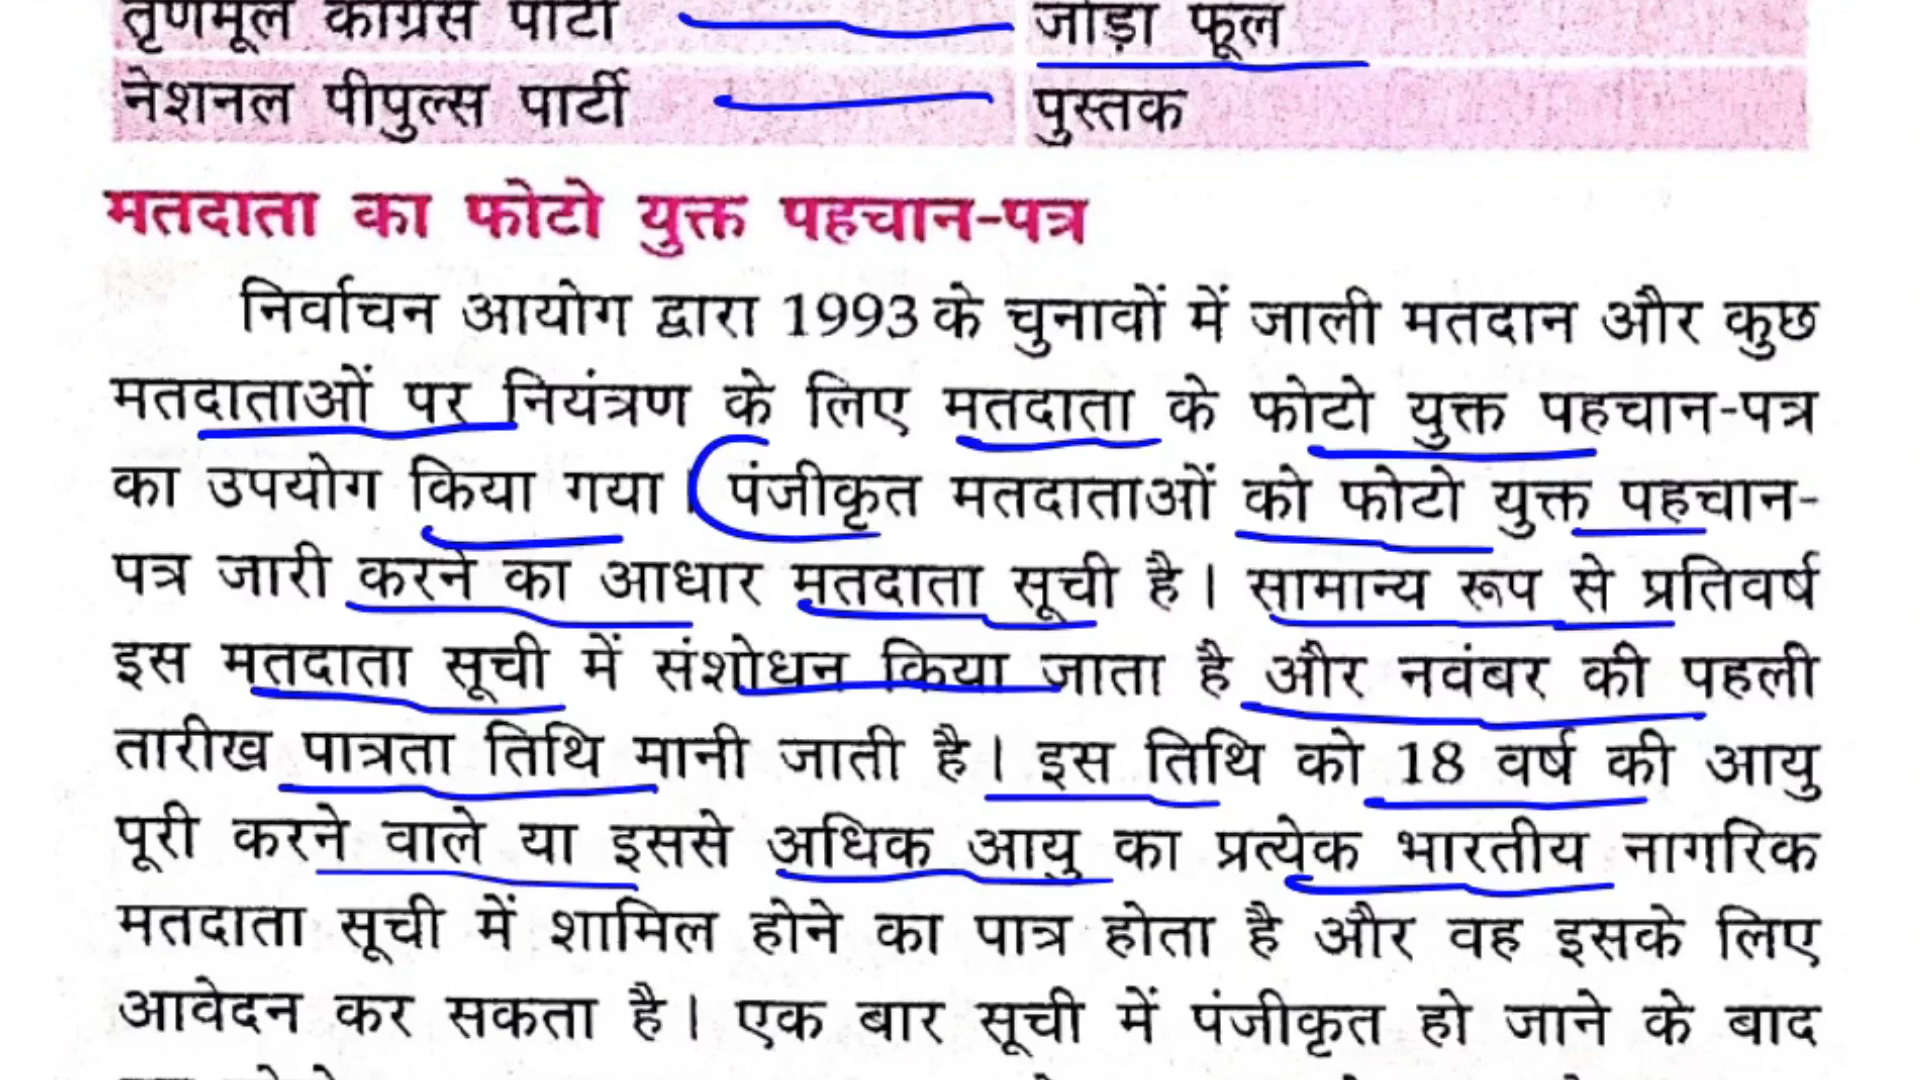 तृणमूल कांग्रेस पार्टी जोड़ा फूल
नेशनल पीपुल्स पार्टी पुस्तक
मतदाता का फोटो युक्त पहचान-पत्र
निर्वाचन आयोग द्वारा 1993 के चुनावों में जाली मतदान और कुछ
मतदाताओं पर नियंत्रण के लिए मतदाता के फोटो युक्त पहचान-पत्र
का उपयोग किया गया। पंजीकृत मतदाताओं को फोटो युक्त पहचान-
पत्र जारी करने का आधार मतदाता सूची है। सामान्य रूप से प्रतिवर्ष
इस मतदाता सूची में संशोधन किया जाता है और नवंबर की पहली
तारीख पात्रता तिथि मानी जाती है। इस तिथि को 18 वर्ष की आयु
पूरी करने वाले या इससे अधिक आयु का प्रत्येक भारतीय नागरिक
मतदाता सूची में शामिल होने का पात्र होता है और वह इसके लिए
आवेदन कर सकता है। एक बार सूची में पंजीकृत हो जाने के बाद